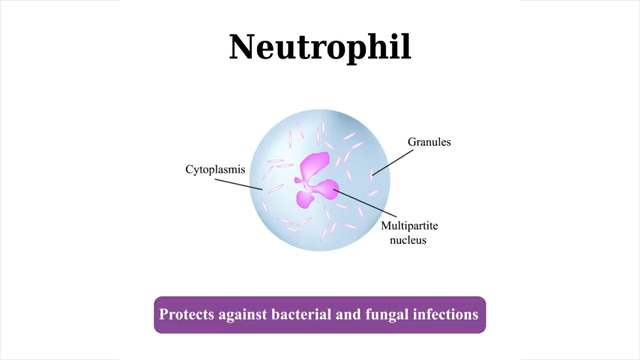 Neutrophil
Granules
Cytoplasmis
Multipartite
nucleus
Protects against bacterial and fungal infections